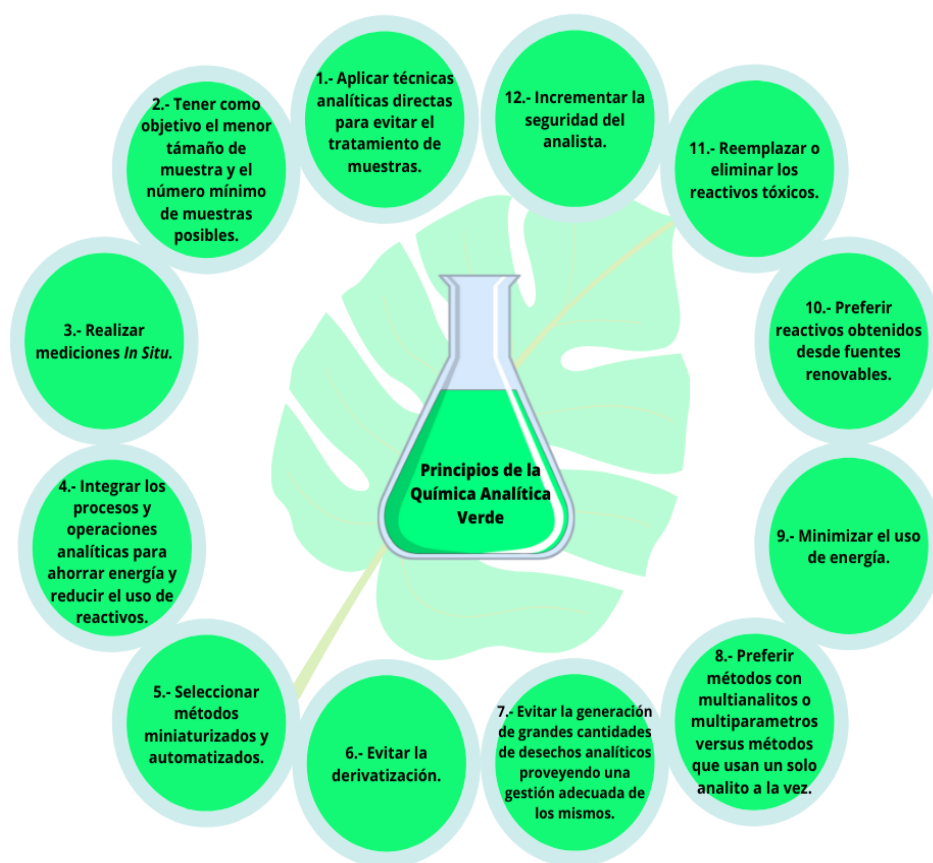 Principios de la
Química Analítica
Verde
1.- Aplicar técnicas
analíticas directas
para evitar el
tratamiento de
muestras.
2.- Tener como
objetivo el menor
támaño de
muestra y el
número mínimo
de muestras
posibles.
3.- Realizar
mediciones In Situ.
4.- Integrar los
procesos y
operaciones
analíticas para
ahorrar energía y
reducir el uso de
reactivos.
5.- Seleccionar
métodos
miniaturizados y
automatizados.
6.- Evitar la
derivatización.
7.- Evitar la generación
de grandes cantidades
de desechos analíticos
proveyendo una
gestión adecuada de
los mismos.
8.- Preferir
métodos con
multianalitos o
multiparametros
versus métodos
que usan un solo
analito a la vez.
9.- Minimizar el uso
de energía.
10.- Preferir
reactivos obtenidos
desde fuentes
renovables.
11.- Reemplazar o
eliminar los
reactivos tóxicos.
12.- Incrementar la
seguridad del
analista.